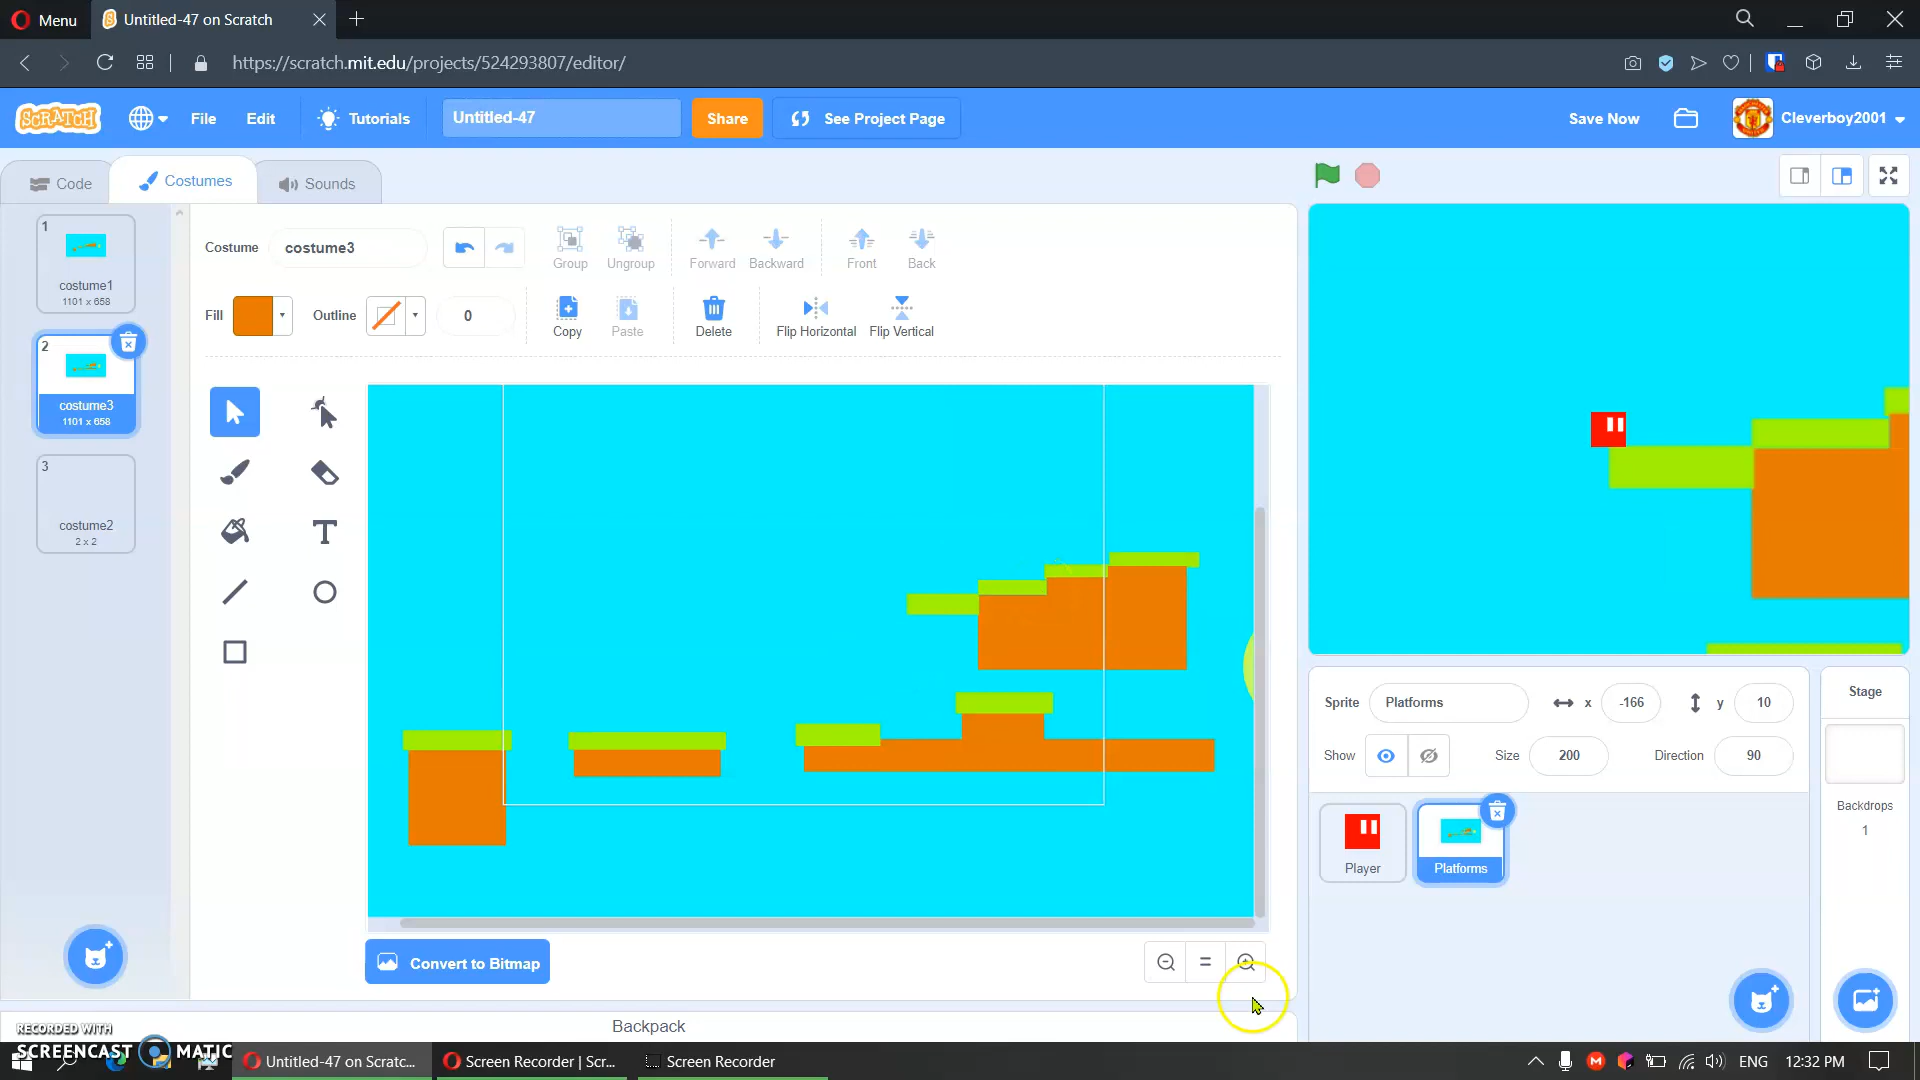 Menu
Untitled-47 on Scratch
https://scratch.mit.edu/projects/524293807/editor/
SCRATCH
File
Edit
Tutorials
Untitled-47
Share
See Project Page
Save Now
Cleverboy2001
Code
Costumes
Sounds
1
costume1
1101 x 658
2
costume3
1101 x 658
3
costume2
2 x 2
Costume
costume3
Group
Ungroup
Forward
Backward
Front
Back
Fill
Outline
0
Copy
Paste
Delete
Flip Horizontal
Flip Vertical
T
Convert to Bitmap
Backpack
Sprite
Platforms
x
-166
y
10
Show
Size
200
Direction
90
Player
Platforms
Stage
Backdrops
1
RECORDED WITH
SCREENCAST MATIC
Untitled-47 on Scratc...
Screen Recorder | Scr...
Screen Recorder
ENG
12:32 PM